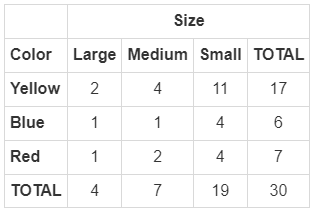 Size
Color Large Medium Small TOTAL
Yellow 2 4 11 17
Blue 1 1 4 6
Red 1 2 4 7
TOTAL 4 7 19 30